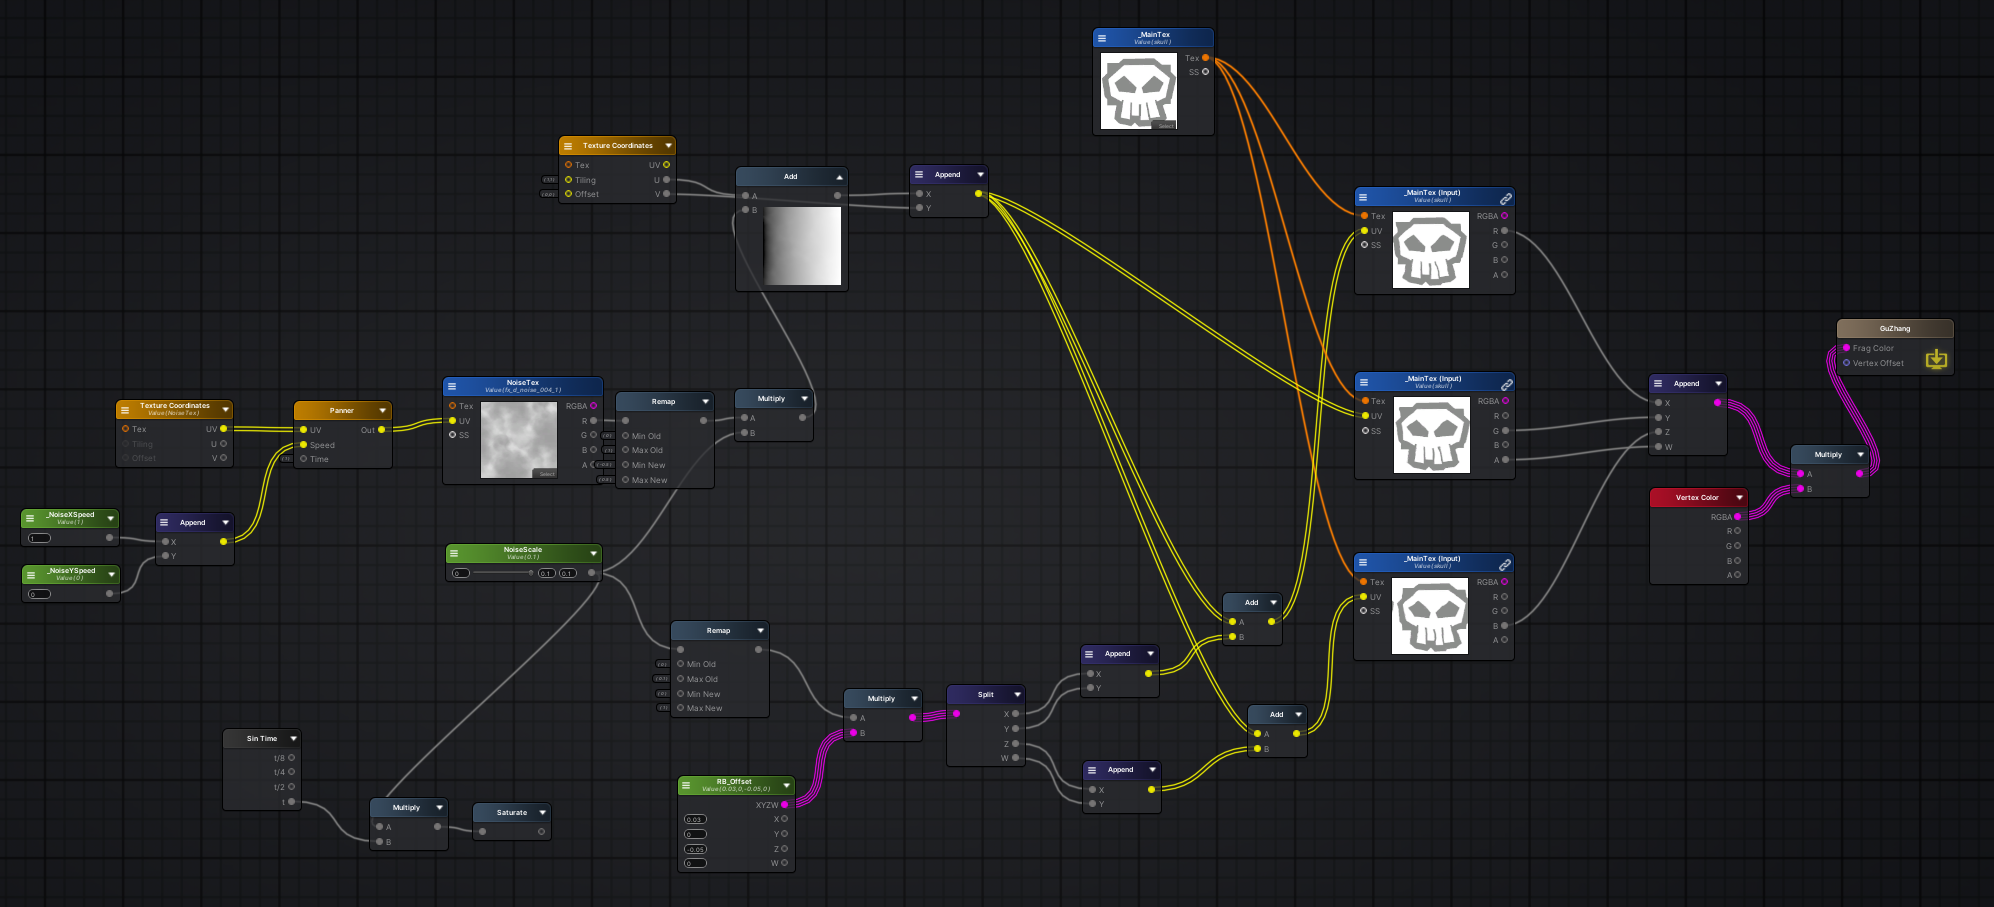 _MainTex
Value(skull)
Tex
SS
Select
Texture Coordinates
Tex
UV
Tiling
U
Offset
V
Add
A
B
Append
X
Y
_MainTex (Input)
Value(skull)
Tex
RGBA
UV
R
SS
G
B
A
_MainTex (Input)
Value(skull)
Tex
RGBA
UV
R
SS
G
B
A
_MainTex (Input)
Value(skull)
Tex
RGBA
UV
R
SS
G
B
A
GuZhang
Frag Color
Vertex Offset
Append
X
Y
Z
W
Multiply
A
B
Vertex Color
RGBA
R
G
B
A
Texture Coordinates
Value(NoiseTex)
Tex
UV
Tiling
U
Offset
V
Panner
UV
Out
Speed
Time
NoiseTex
Value(fx_d_noise_004_1)
Tex
RGBA
UV
R
SS
G
B
A
Select
Remap
Min Old
Max Old
Min New
Max New
Multiply
A
B
_NoiseXSpeed
Value(1)
1
_NoiseYSpeed
Value(0)
0
Append
X
Y
NoiseScale
Value(0.1)
0
0.1
0.1
Remap
Min Old
Max Old
Min New
Max New
Multiply
A
B
RB_Offset
Value(0.03,0,-0.05,0)
XYZW
0.03
X
0
Y
-0.05
Z
0
W
Split
X
Y
Z
W
Append
X
Y
Append
X
Y
Add
A
B
Add
A
B
Sin Time
t/8
t/4
t/2
t
Multiply
A
B
Saturate